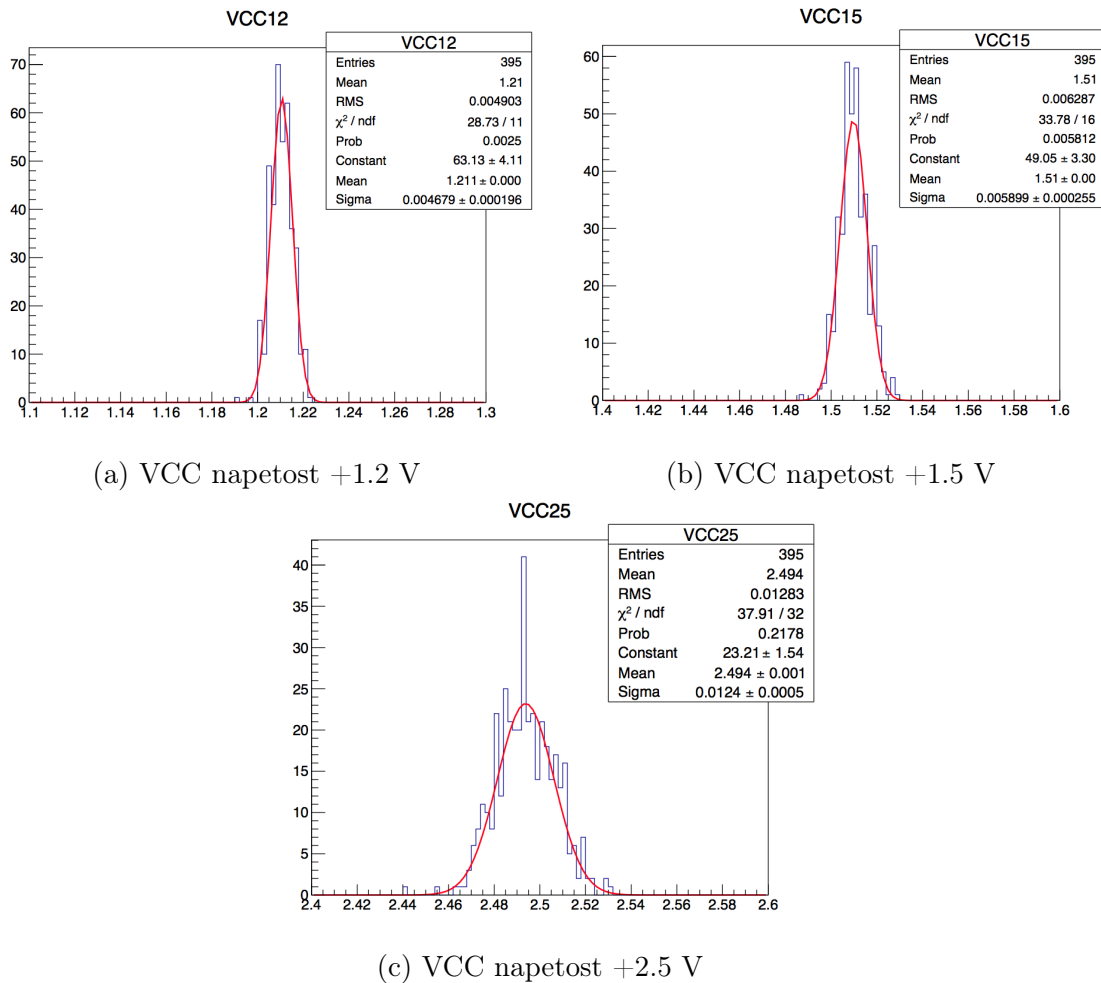 VCC12
VCC12
Entries 395
Mean 1.21
RMS 0.004903
χ² / ndf 28.73 / 11
Prob 0.0025
Constant 63.13 ± 4.11
Mean 1.211 ± 0.000
Sigma 0.004679 ± 0.000196
70
60
50
40
30
20
10
0
1.1 1.12 1.14 1.16 1.18 1.2 1.22 1.24 1.26 1.28 1.3
(a) VCC napetost +1.2 V
VCC15
VCC15
Entries 395
Mean 1.51
RMS 0.006287
χ² / ndf 33.78 / 16
Prob 0.005812
Constant 49.05 ± 3.30
Mean 1.51 ± 0.00
Sigma 0.005899 ± 0.000255
60
50
40
30
20
10
0
1.4 1.42 1.44 1.46 1.48 1.5 1.52 1.54 1.56 1.58 1.6
(b) VCC napetost +1.5 V
VCC25
VCC25
Entries 395
Mean 2.494
RMS 0.01283
χ² / ndf 37.91 / 32
Prob 0.2178
Constant 23.21 ± 1.54
Mean 2.494 ± 0.001
Sigma 0.0124 ± 0.0005
40
35
30
25
20
15
10
5
0
2.4 2.42 2.44 2.46 2.48 2.5 2.52 2.54 2.56 2.58 2.6
(c) VCC napetost +2.5 V